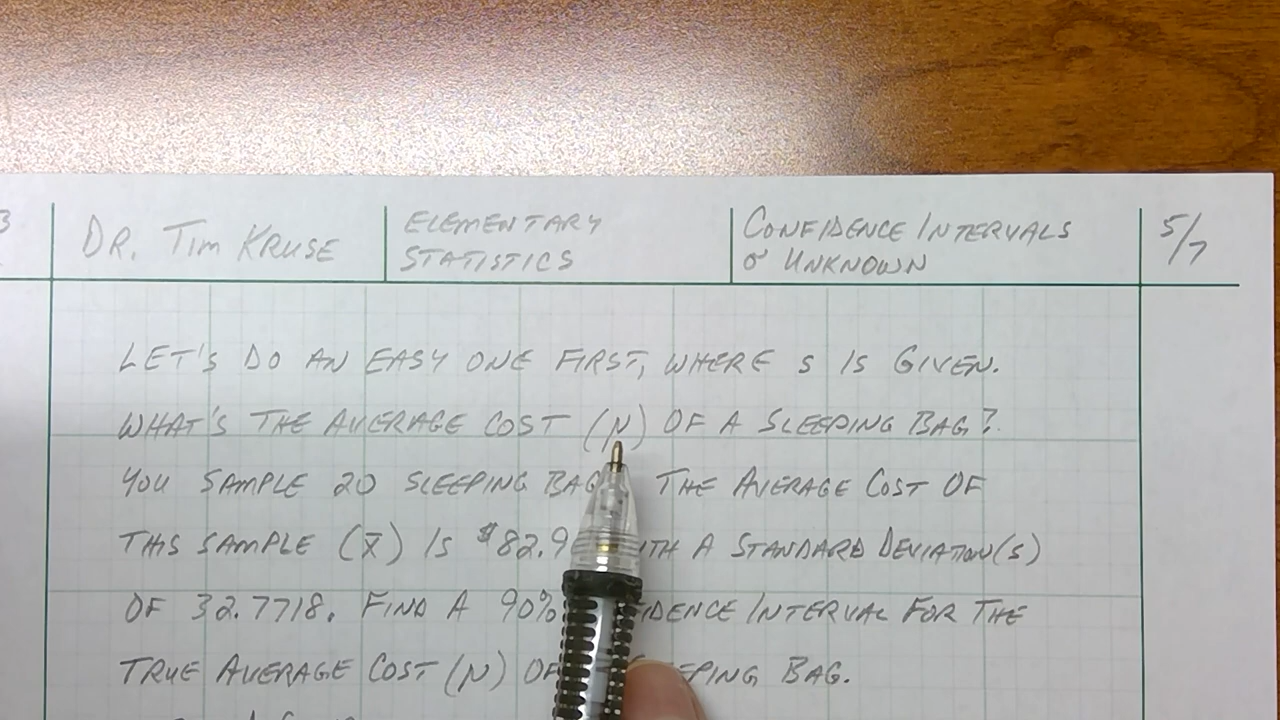 3
DR. TIM KRUSE
ELEMENTARY
STATISTICS
CONFIDENCE INTERVALS
σ UNKNOWN
5/7
LET'S DO AN EASY ONE FIRST, WHERE s IS GIVEN.
WHAT'S THE AVERAGE COST (μ) OF A SLEEPING BAG?
YOU SAMPLE 20 SLEEPING BAG THE AVERAGE COST OF
THIS SAMPLE (x̄) IS $82.9 A STANDARD DEVIATION (s)
OF 32.7718. FIND A 90% INTERVAL FOR THE
TRUE AVERAGE COST (μ) OF BAG.